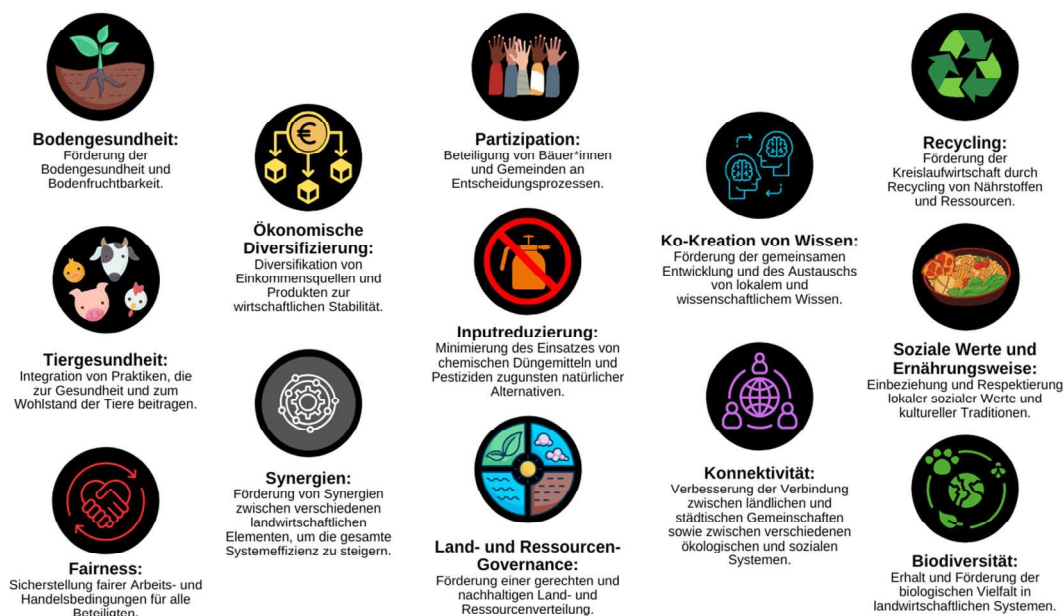 Bodengesundheit:
Förderung der
Bodengesundheit und
Bodenfruchtbarkeit.
Tiergesundheit:
Integration von Praktiken, die
zur Gesundheit und zum
Wohlstand der Tiere beitragen.
Fairness:
Sicherstellung fairer Arbeits- und
Handelsbedingungen für alle
Beteiligten.
€
Ökonomische
Diversifizierung:
Diversifikation von
Einkommensquellen und
Produkten zur
wirtschaftlichen Stabilität.
Synergien:
Förderung von Synergien
zwischen verschiedenen
landwirtschaftlichen
Elementen, um die gesamte
Systemeffizienz zu steigern.
Partizipation:
Beteiligung von Bäuer*innen
und Gemeinden an
Entscheidungsprozessen.
Inputreduzierung:
Minimierung des Einsatzes von
chemischen Düngemitteln und
Pestiziden zugunsten natürlicher
Alternativen.
Land- und Ressourcen-
Governance:
Förderung einer gerechten und
nachhaltigen Land- und
Ressourcenverteilung.
Ko-Kreation von Wissen:
Förderung der gemeinsamen
Entwicklung und des Austauschs
von lokalem und
wissenschaftlichem Wissen.
Konnektivität:
Verbesserung der Verbindung
zwischen ländlichen und
städtischen Gemeinschaften
sowie zwischen verschiedenen
ökologischen und sozialen
Systemen.
Recycling:
Förderung der
Kreislaufwirtschaft durch
Recycling von Nährstoffen
und Ressourcen.
Soziale Werte und
Ernährungsweise:
Einbeziehung und Respektierung
lokaler sozialer Werte und
kultureller Traditionen.
Biodiversität:
Erhalt und Förderung der
biologischen Vielfalt in
landwirtschaftlichen Systemen.